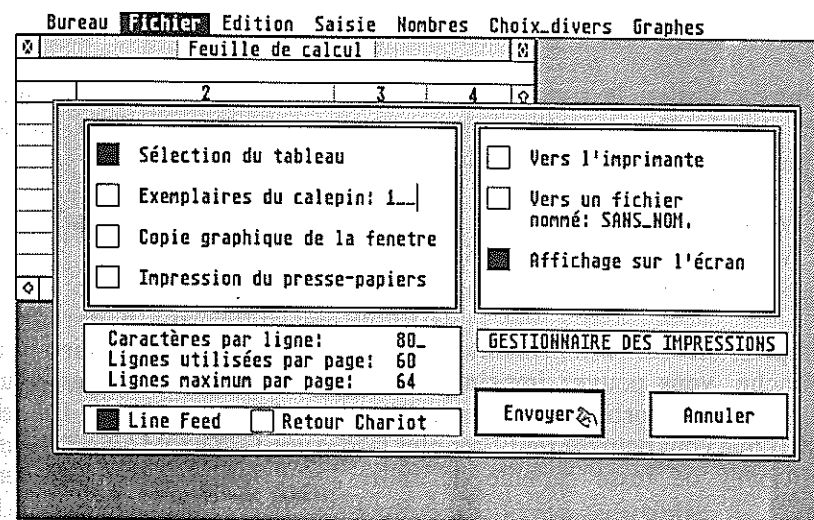 Bureau Fichier Edition Saisie Nombres Choix_divers Graphes
Feuille de calcul
2 3 4
Sélection du tableau
Exemplaires du calepin: 1__
Copie graphique de la fenetre
Impression du presse-papiers
Vers l'imprimante
Vers un fichier
nommé: SANS_NOM.
Affichage sur l'écran
Caractères par ligne: 80_
Lignes utilisées par page: 60
Lignes maximum par page: 64
GESTIONNAIRE DES IMPRESSIONS
Line Feed Retour Chariot
Envoyer
Annuler